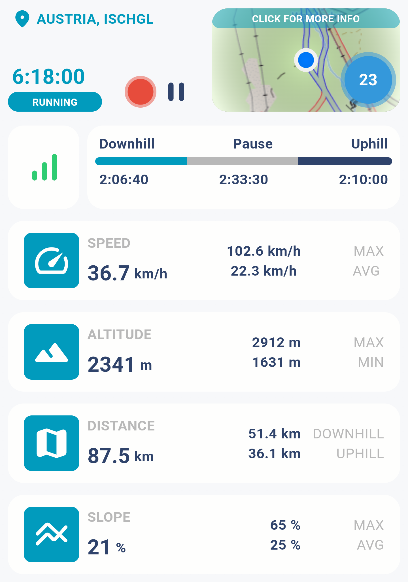 AUSTRIA, ISCHGL
CLICK FOR MORE INFO
6:18:00
RUNNING
23
Downhill Pause Uphill
2:06:40 2:33:30 2:10:00
SPEED
36.7 km/h
102.6 km/h MAX
22.3 km/h AVG
ALTITUDE
2341 m
2912 m MAX
1631 m MIN
DISTANCE
87.5 km
51.4 km DOWNHILL
36.1 km UPHILL
SLOPE
21 %
65 % MAX
25 % AVG